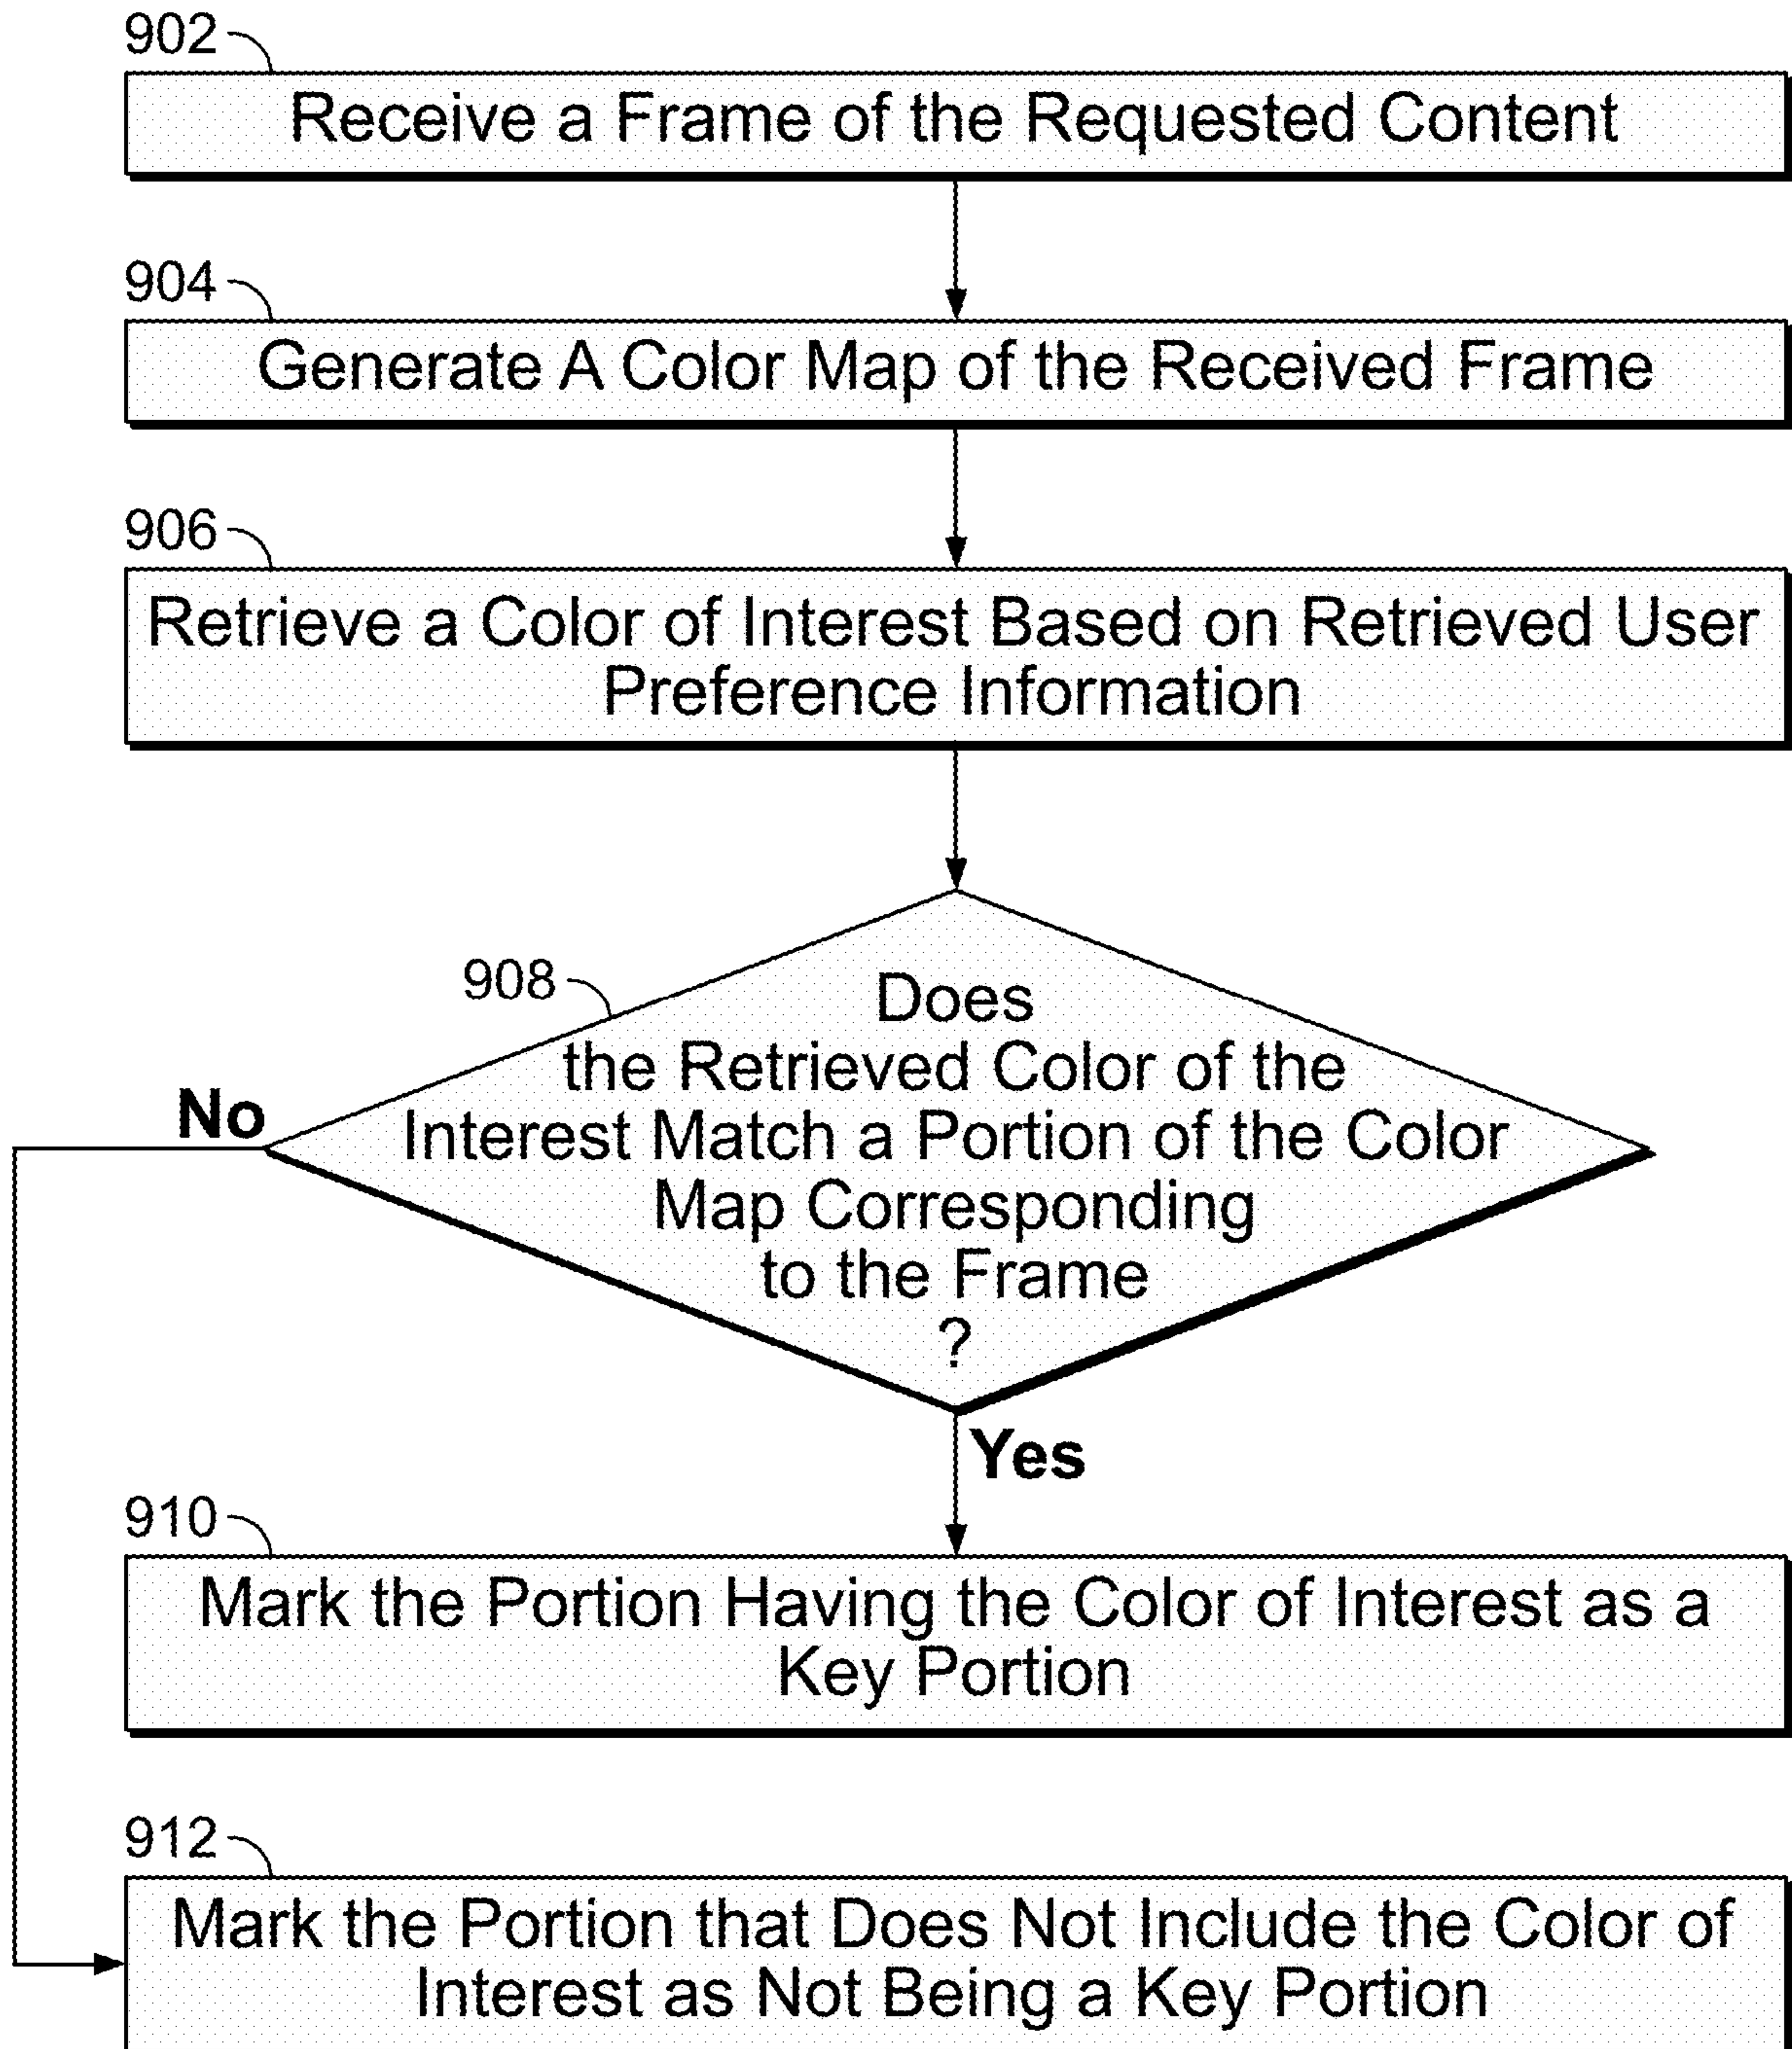 902
Receive a Frame of the Requested Content
904
Generate A Color Map of the Received Frame
906
Retrieve a Color of Interest Based on Retrieved User
Preference Information
908
Does
the Retrieved Color of the
Interest Match a Portion of the Color
Map Corresponding
to the Frame
?
No
Yes
910
Mark the Portion Having the Color of Interest as a
Key Portion
912
Mark the Portion that Does Not Include the Color of
Interest as Not Being a Key Portion